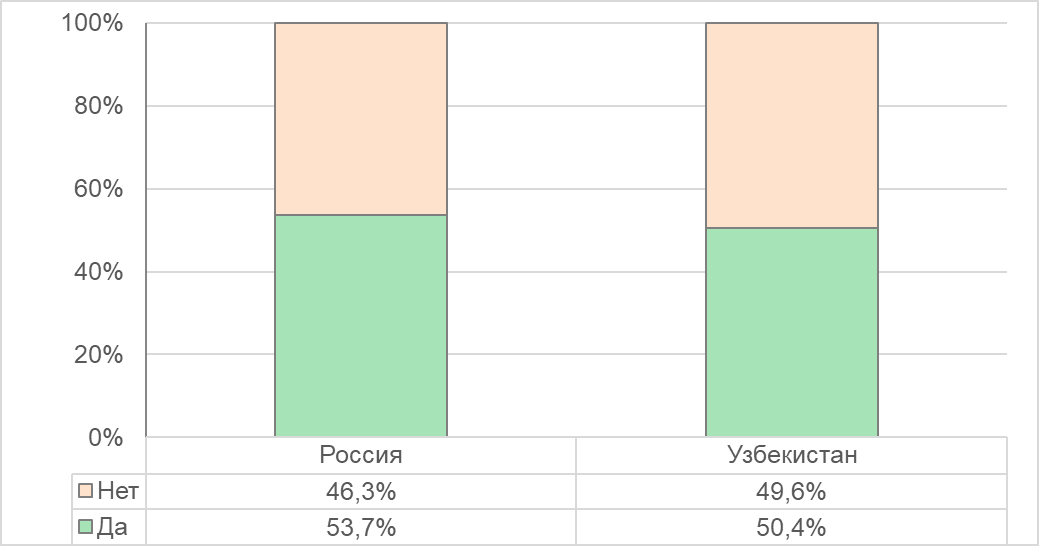 100%
80%
60%
40%
20%
0%
Россия Узбекистан
Нет 46,3% 49,6%
Да 53,7% 50,4%